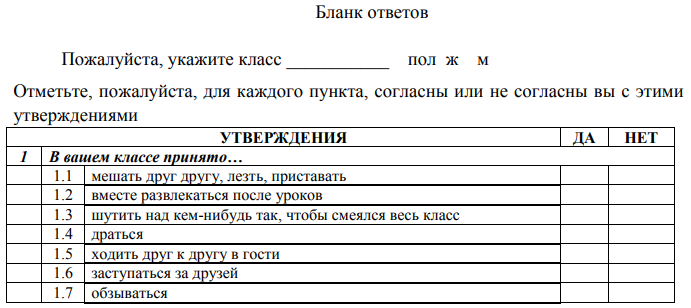 Бланк ответов
Пожалуйста, укажите класс ___________ пол ж м
Отметьте, пожалуйста, для каждого пункта, согласны или не согласны вы с этими
утверждениями
УТВЕРЖДЕНИЯ ДА НЕТ
1 В вашем классе принято…
1.1 мешать друг другу, лезть, приставать
1.2 вместе развлекаться после уроков
1.3 шутить над кем-нибудь так, чтобы смеялся весь класс
1.4 драться
1.5 ходить друг к другу в гости
1.6 заступаться за друзей
1.7 обзываться